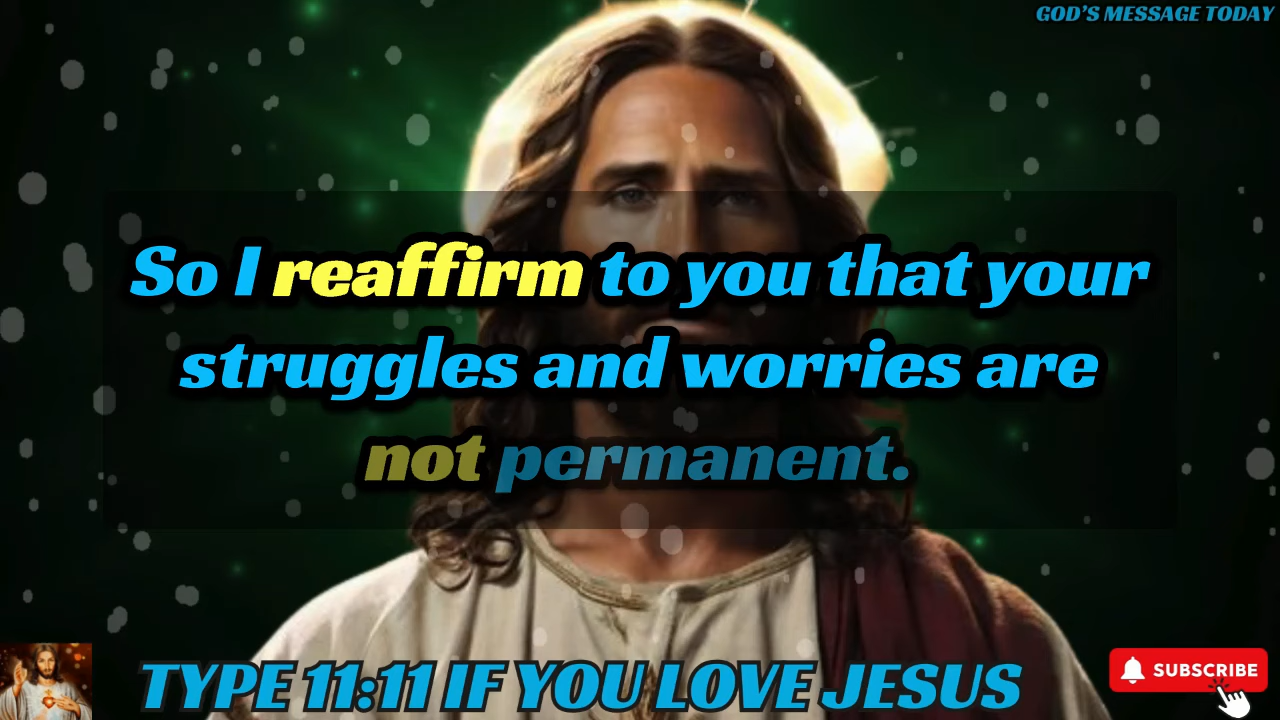 GOD'S MESSAGE TODAY
So I reaffirm to you that your
struggles and worries are
not permanent.
TYPE 11:11 IF YOU LOVE JESUS
SUBSCRIBE